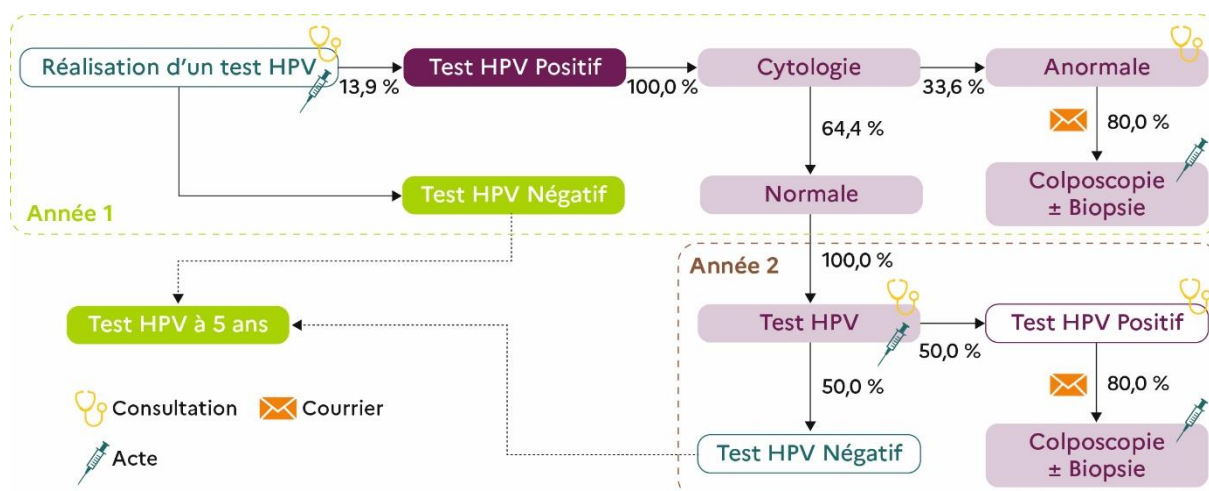 Réalisation d'un test HPV
13,9 %
Test HPV Positif
100,0 %
Cytologie
33,6 %
Anormale
64,4 %
80,0 %
Test HPV Négatif
Normale
Colposcopie
± Biopsie
Année 1
100,0 %
Année 2
Test HPV à 5 ans
Test HPV
50,0 %
Test HPV Positif
50,0 %
80,0 %
Consultation
Courrier
Acte
Test HPV Négatif
Colposcopie
± Biopsie